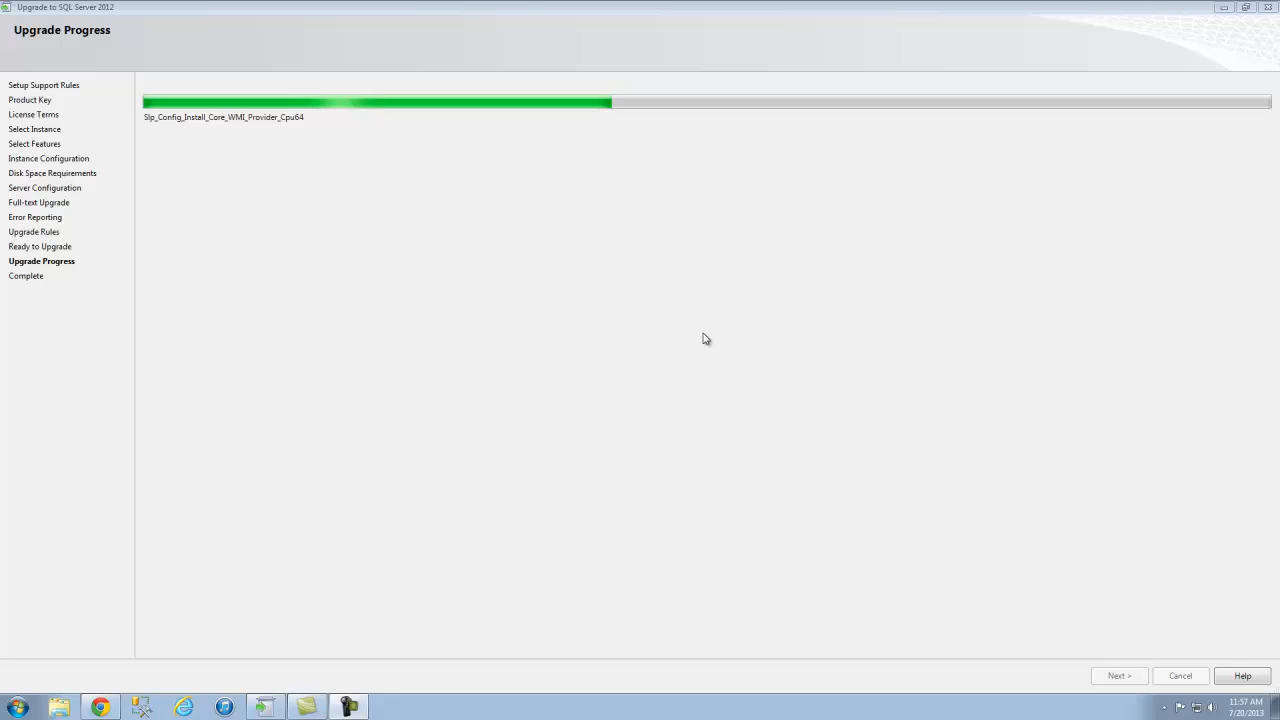 Upgrade to SQL Server 2012
Upgrade Progress
Setup Support Rules
Product Key
License Terms
Select Instance
Select Features
Instance Configuration
Disk Space Requirements
Server Configuration
Full-text Upgrade
Error Reporting
Upgrade Rules
Ready to Upgrade
Upgrade Progress
Complete
Slp_Config_Install_Core_WMI_Provider_Cpu64
Next >
Cancel
Help
11:57 AM
7/20/2013